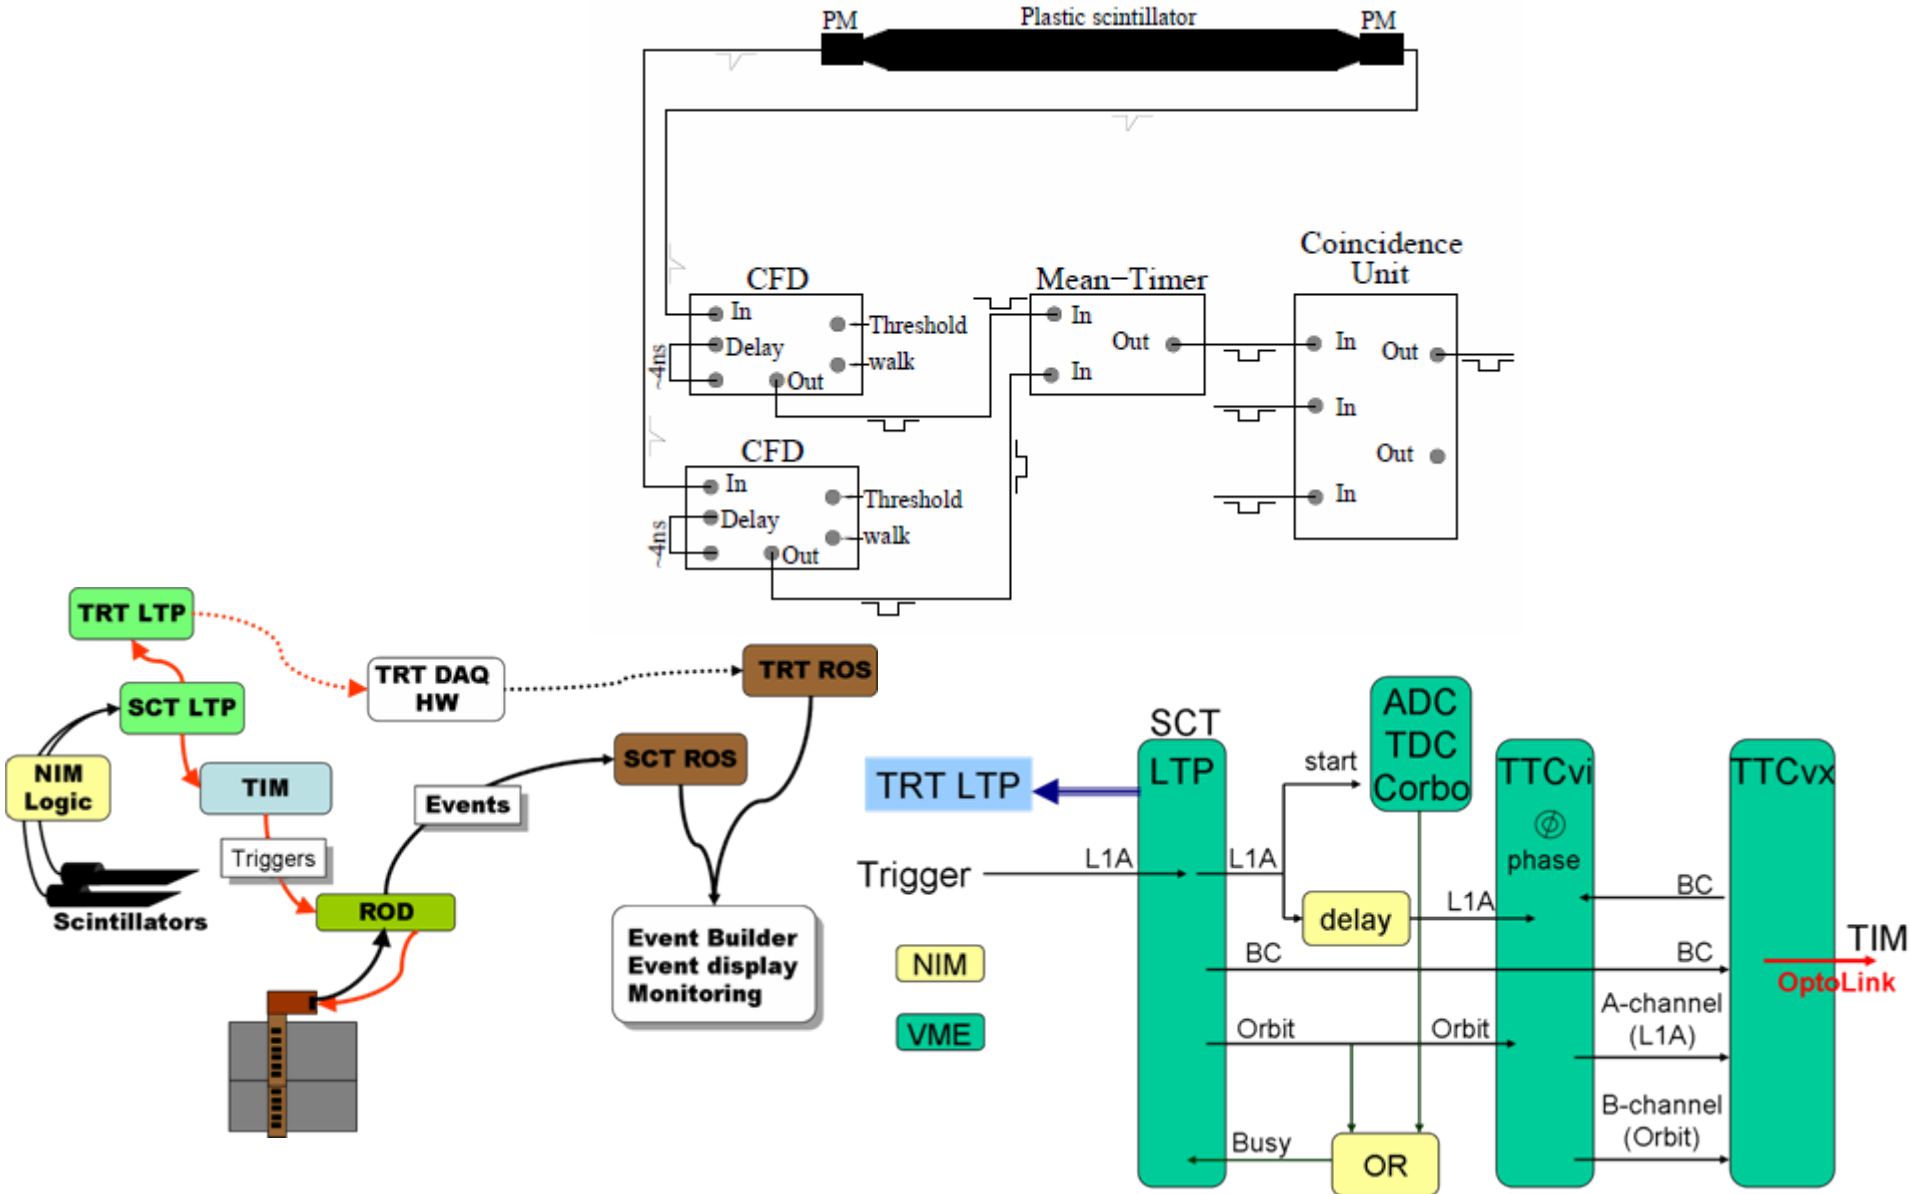 PM
Plastic scintillator
PM
CFD
In
Delay
~4ns
Out
Threshold
walk
Mean-Timer
In
In
Out
Coincidence
Unit
In
In
In
Out
Out
CFD
In
Delay
~4ns
Out
Threshold
walk
TRT LTP
SCT LTP
NIM
Logic
Scintillators
TIM
Triggers
ROD
TRT DAQ
HW
Events
TRT ROS
SCT ROS
Event Builder
Event display
Monitoring
TRT LTP
SCT
LTP
Trigger
L1A
L1A
start
ADC
TDC
Corbo
delay
L1A
TTCvi
phase
TTCvx
BC
BC
BC
TIM
OptoLink
Orbit
Orbit
A-channel
(L1A)
B-channel
(Orbit)
Busy
OR
NIM
VME